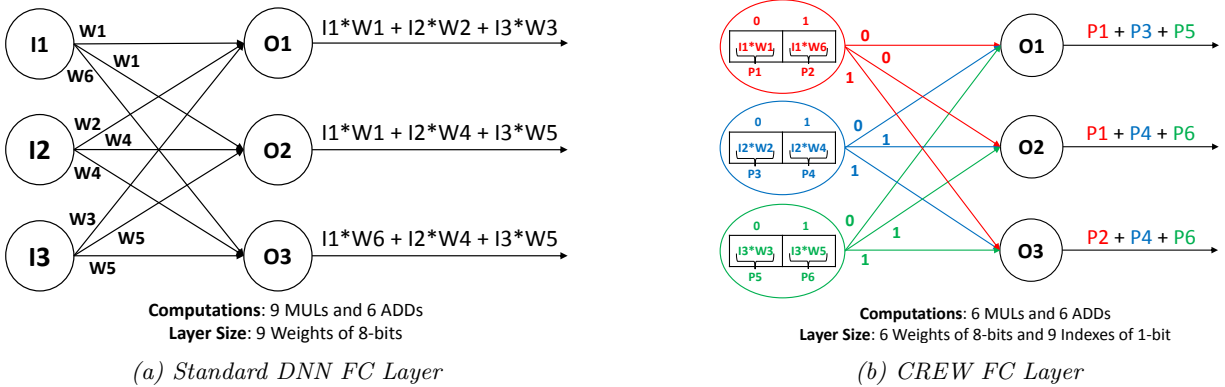 I1
W1
W1
W6
O1
I1*W1 + I2*W2 + I3*W3
I2
W2
W4
W4
O2
I1*W1 + I2*W4 + I3*W5
I3
W3
W5
W5
O3
I1*W6 + I2*W4 + I3*W5
Computations: 9 MULs and 6 ADDs
Layer Size: 9 Weights of 8-bits
(a) Standard DNN FC Layer
0 1
I1*W1 I1*W6
P1 P2
0
0
1
O1
P1 + P3 + P5
0 1
I2*W2 I2*W4
P3 P4
0
1
1
O2
P1 + P4 + P6
0 1
I3*W3 I3*W5
P5 P6
0
1
1
O3
P2 + P4 + P6
Computations: 6 MULs and 6 ADDs
Layer Size: 6 Weights of 8-bits and 9 Indexes of 1-bit
(b) CREW FC Layer